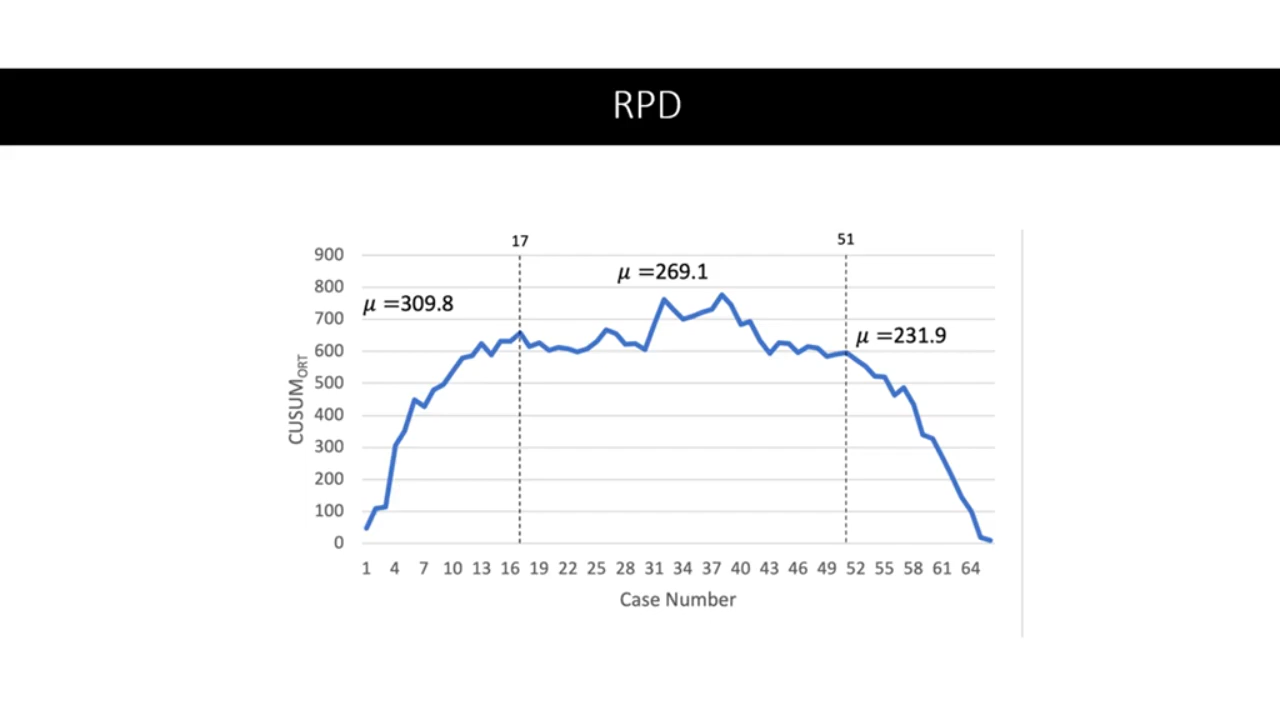 RPD
17
51
900
800
700
600
500
400
300
200
100
0
μ =309.8
μ =269.1
μ =231.9
CUSUMORT
1 4 7 10 13 16 19 22 25 28 31 34 37 40 43 46 49 52 55 58 61 64
Case Number